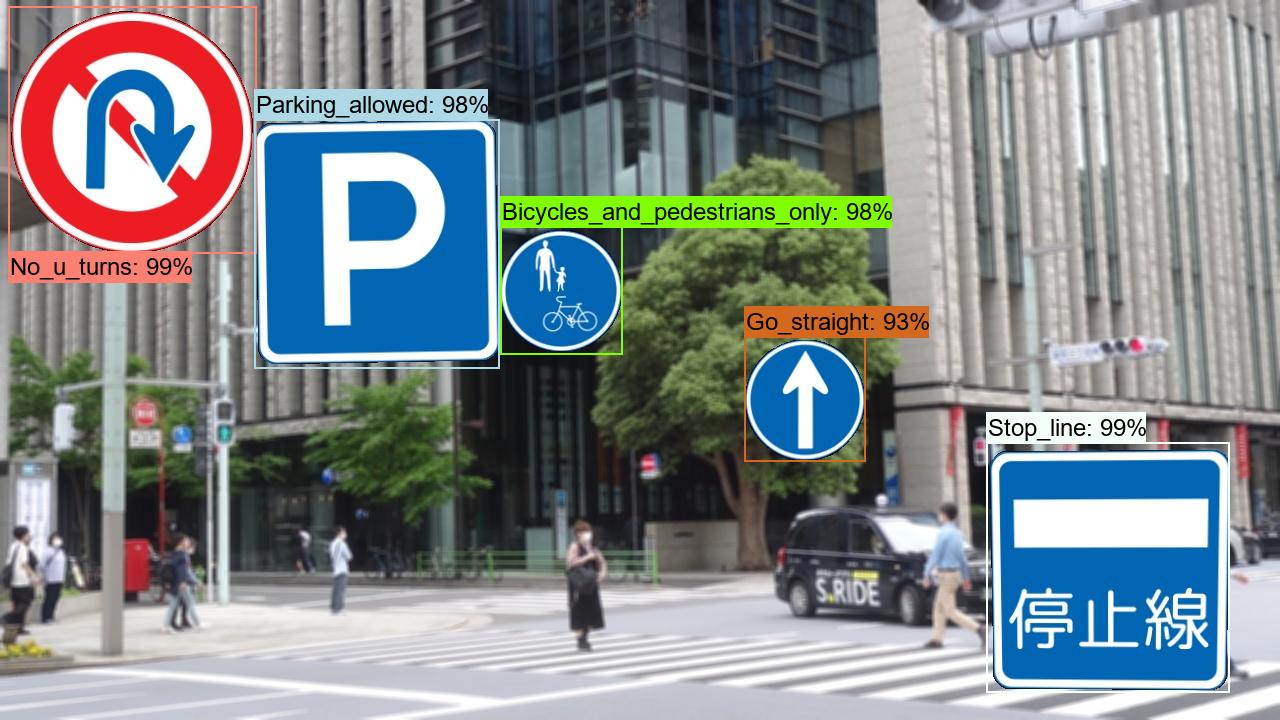 Parking_allowed: 98%
P
Bicycles_and_pedestrians_only: 98%
No_u_turns: 99%
Go_straight: 93%
Stop_line: 99%
停止線
S.RIDE